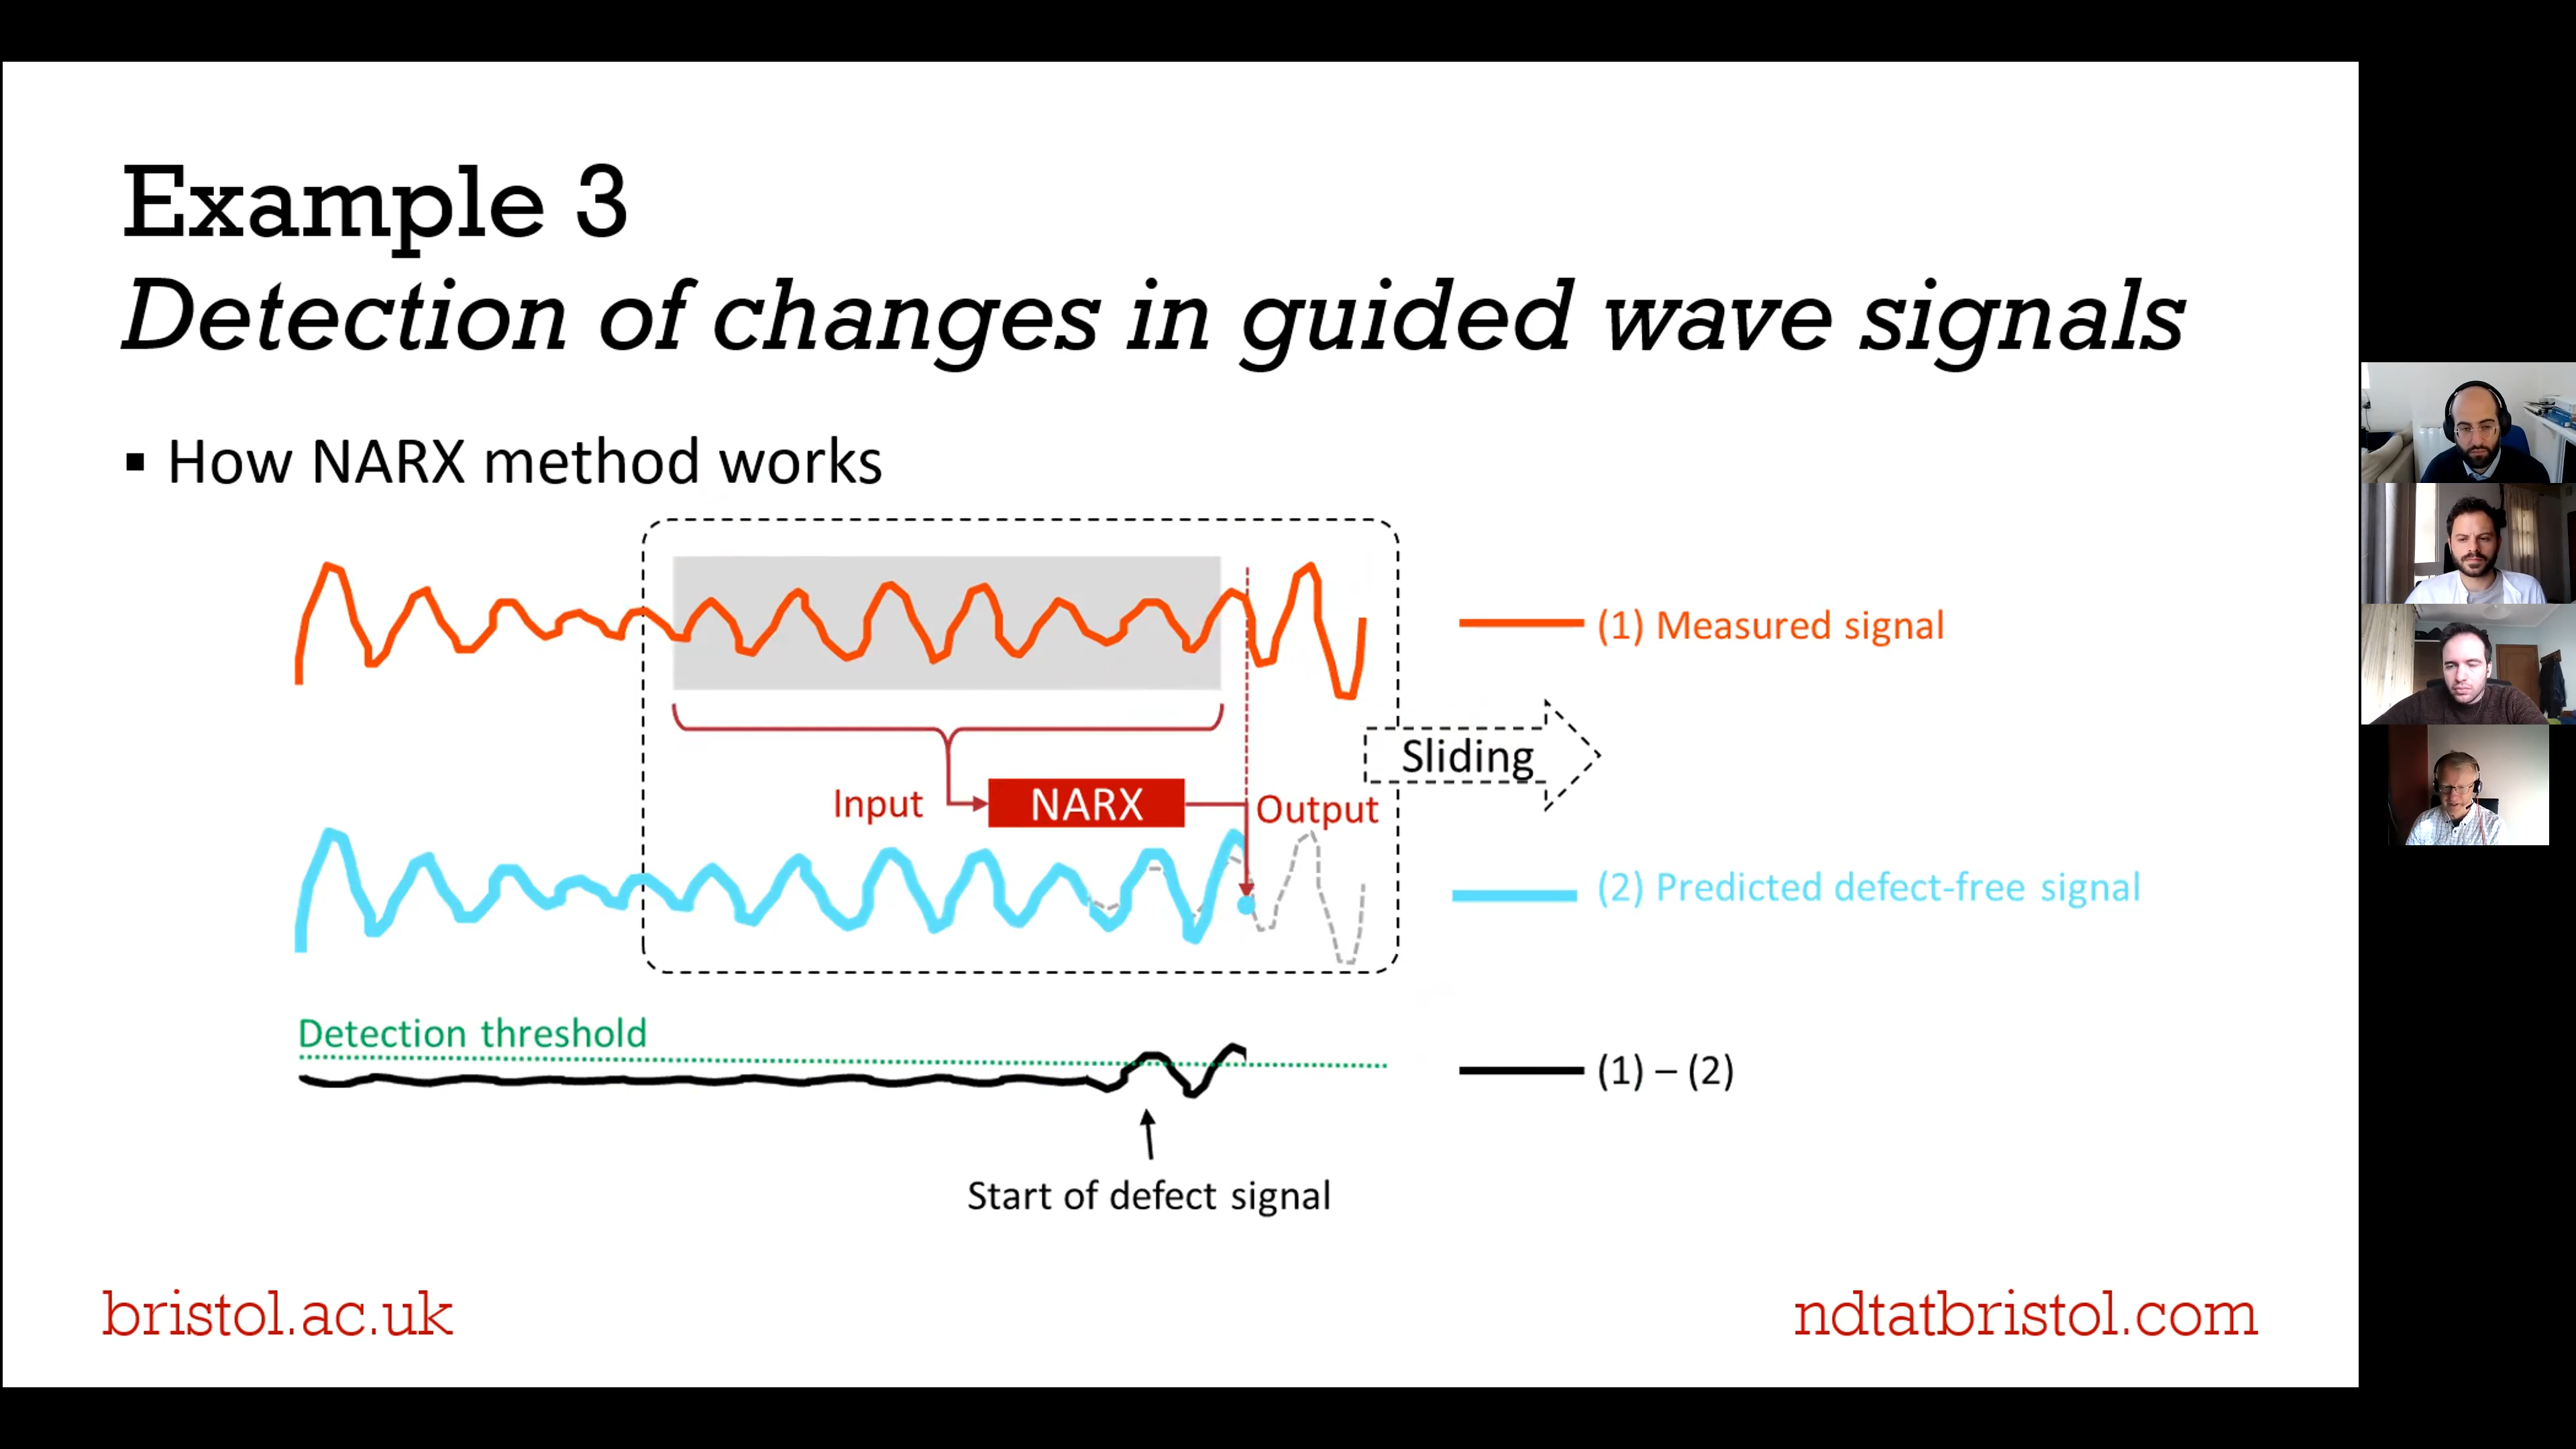 Example 3
Detection of changes in guided wave signals
▪ How NARX method works
(1) Measured signal
Sliding
Input
NARX
Output
(2) Predicted defect-free signal
Detection threshold
(1) – (2)
Start of defect signal
bristol.ac.uk
ndtatbristol.com